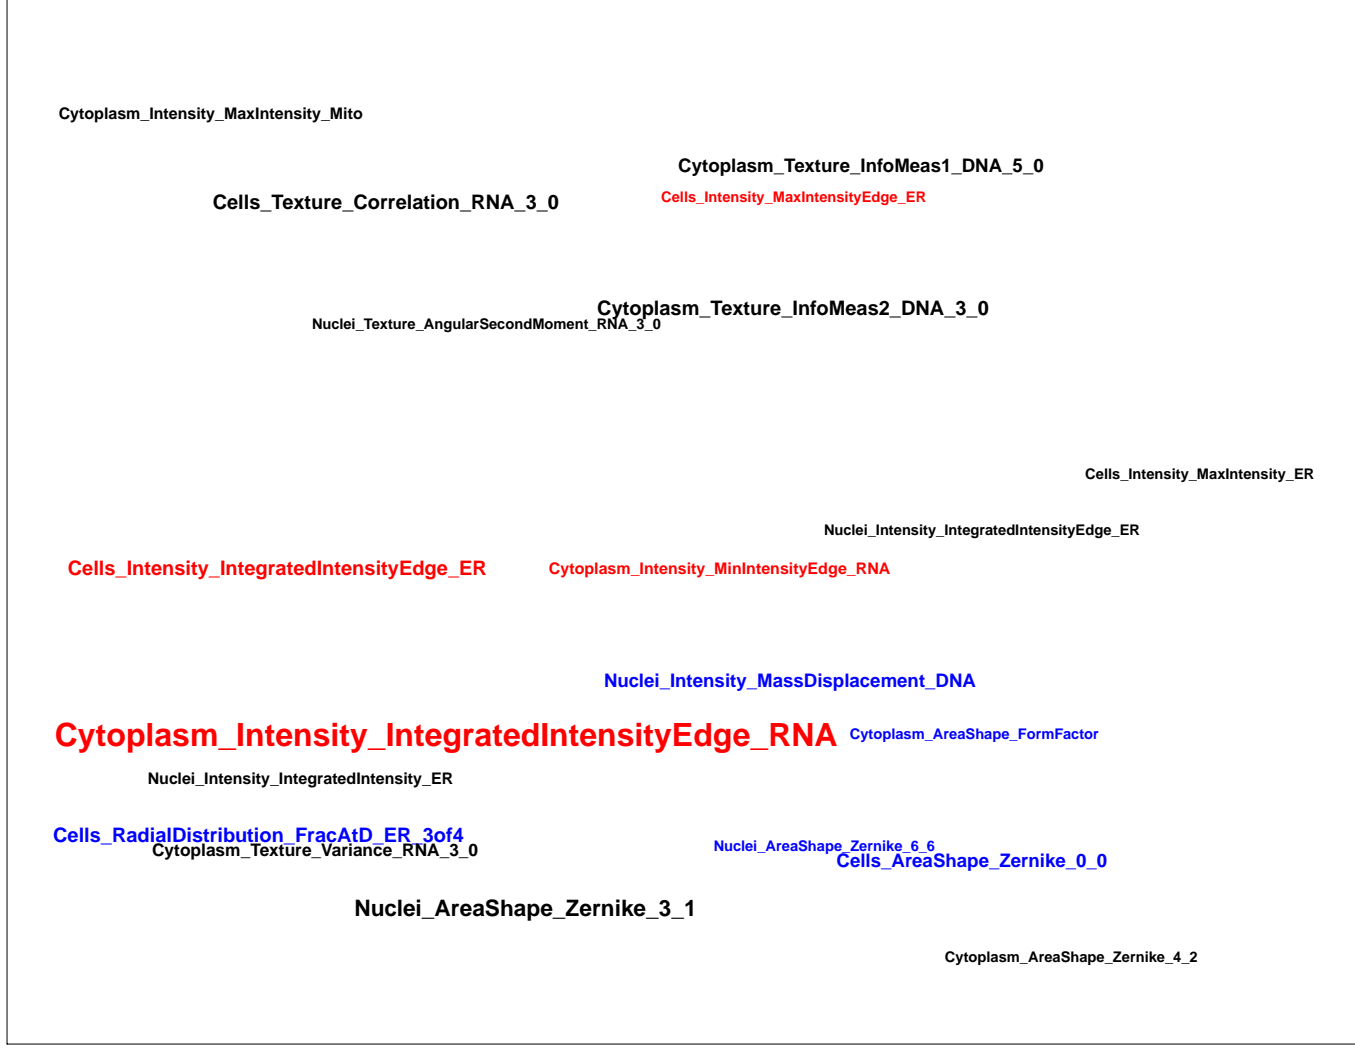 Cytoplasm_Intensity_MaxIntensity_Mito
Cytoplasm_Texture_InfoMeas1_DNA_5_0
Cells_Intensity_MaxIntensityEdge_ER
Cells_Texture_Correlation_RNA_3_0
Cytoplasm_Texture_InfoMeas2_DNA_3_0
Nuclei_Texture_AngularSecondMoment_RNA_3_0
Cells_Intensity_MaxIntensity_ER
Nuclei_Intensity_IntegratedIntensityEdge_ER
Cells_Intensity_IntegratedIntensityEdge_ER
Cytoplasm_Intensity_MinIntensityEdge_RNA
Nuclei_Intensity_MassDisplacement_DNA
Cytoplasm_Intensity_IntegratedIntensityEdge_RNA
Cytoplasm_AreaShape_FormFactor
Nuclei_Intensity_IntegratedIntensity_ER
Cells_RadialDistribution_FracAtD_ER_3of4
Cytoplasm_Texture_Variance_RNA_3_0
Nuclei_AreaShape_Zernike_6_6
Cells_AreaShape_Zernike_0_0
Nuclei_AreaShape_Zernike_3_1
Cytoplasm_AreaShape_Zernike_4_2